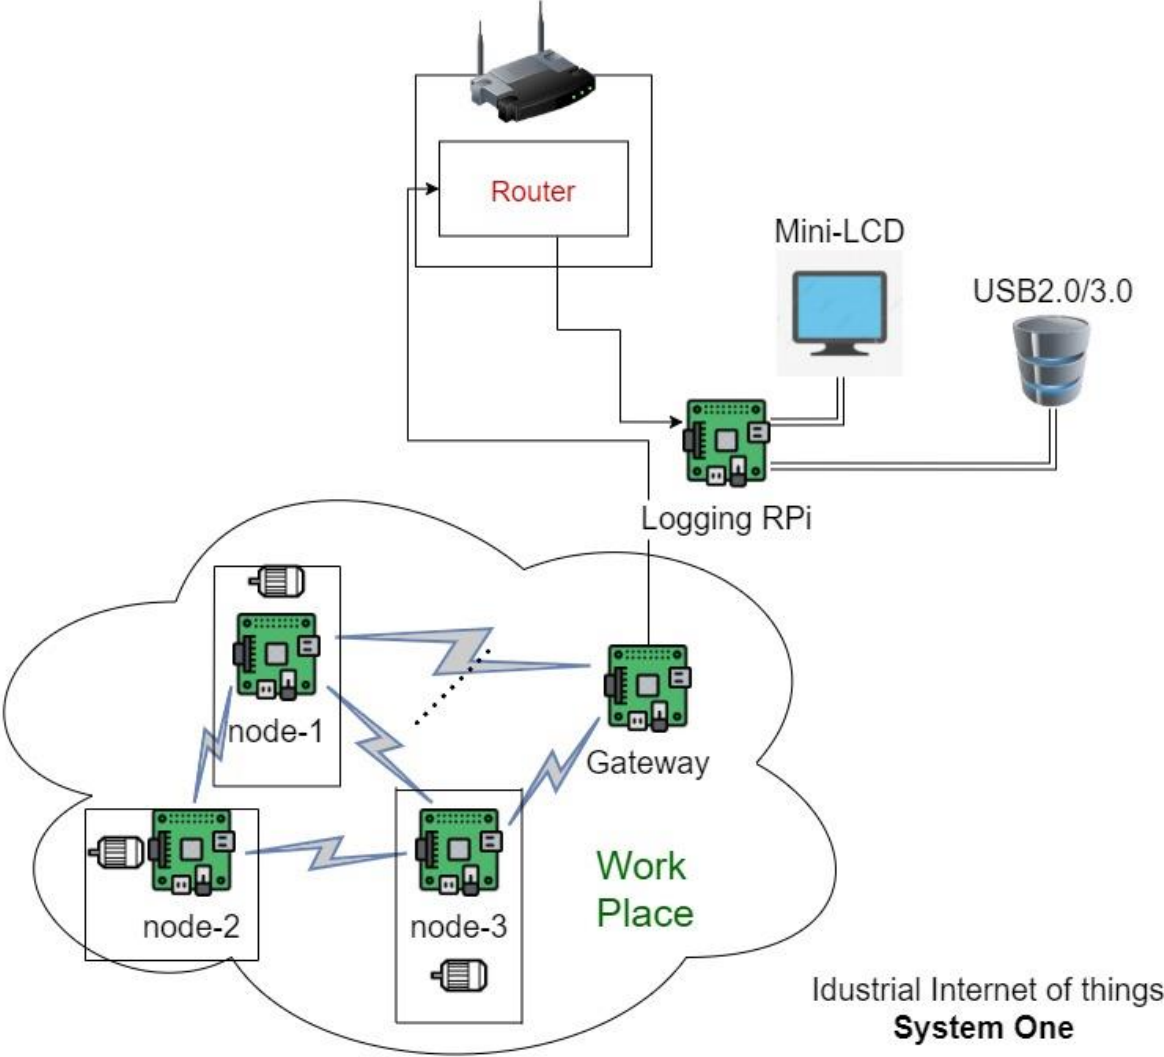 Router
Mini-LCD
USB2.0/3.0
Logging RPi
node-1
Gateway
node-2
node-3
Work
Place
Idustrial Internet of things
System One